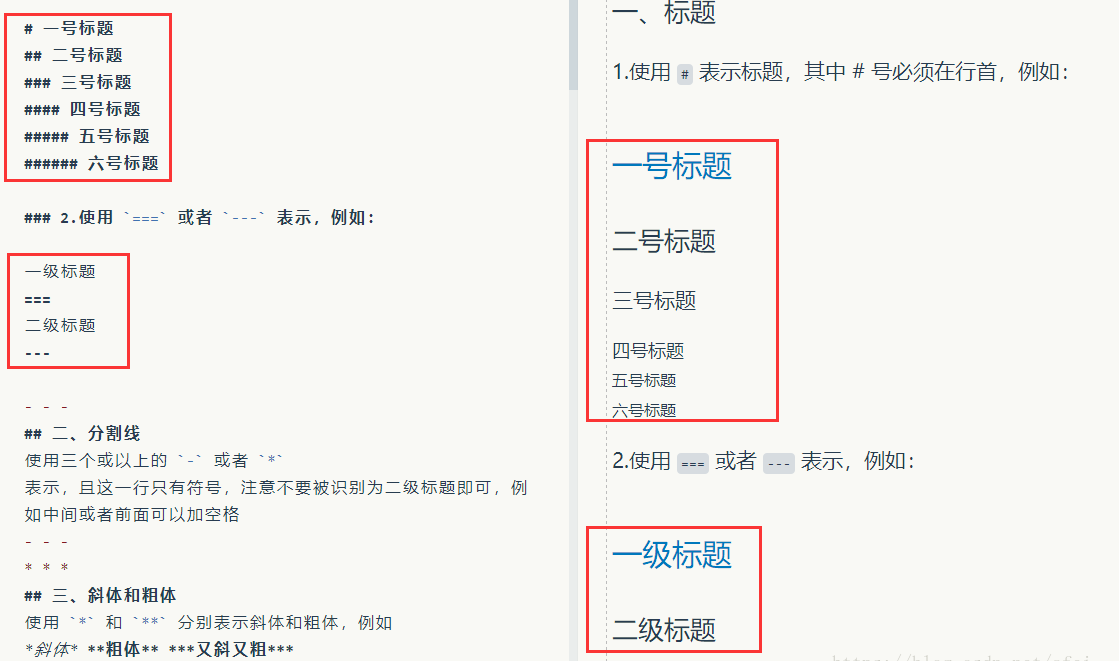 # 一号标题
## 二号标题
### 三号标题
#### 四号标题
##### 五号标题
###### 六号标题
### 2.使用 `===` 或者 `---` 表示，例如：
一级标题
===
二级标题
---
- - -
## 二、分割线
使用三个或以上的 `-` 或者 `*`
表示，且这一行只有符号，注意不要被识别为二级标题即可，例
如中间或者前面可以加空格
- - -
* * *
## 三、斜体和粗体
使用 `*` 和 `**` 分别表示斜体和粗体，例如
*斜体* **粗体** ***又斜又粗***
一、标题
1.使用 # 表示标题，其中 # 号必须在行首，例如：
一号标题
二号标题
三号标题
四号标题
五号标题
六号标题
2.使用 === 或者 --- 表示，例如：
一级标题
二级标题